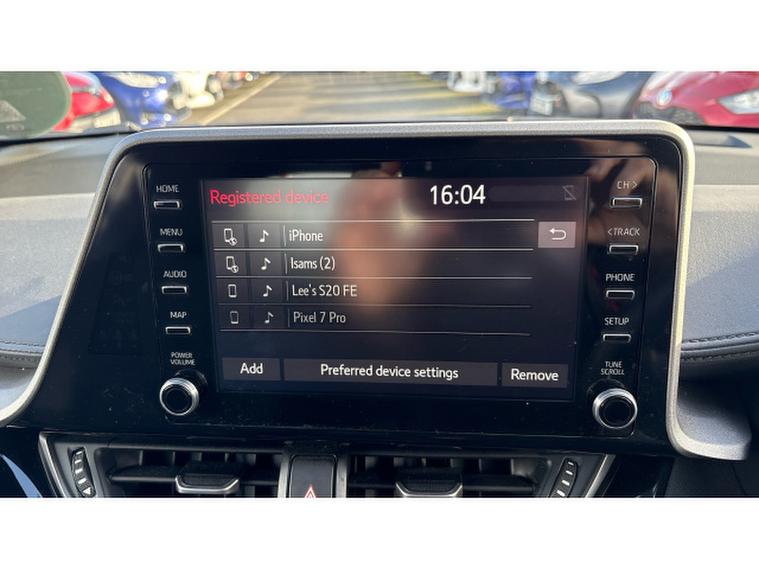 HOME
MENU
AUDIO
MAP
POWER
VOLUME
Registered device
16:04
iPhone
Isams (2)
Lee's S20 FE
Pixel 7 Pro
Add
Preferred device settings
Remove
CH >
<TRACK
PHONE
SETUP
TUNE
SCROLL